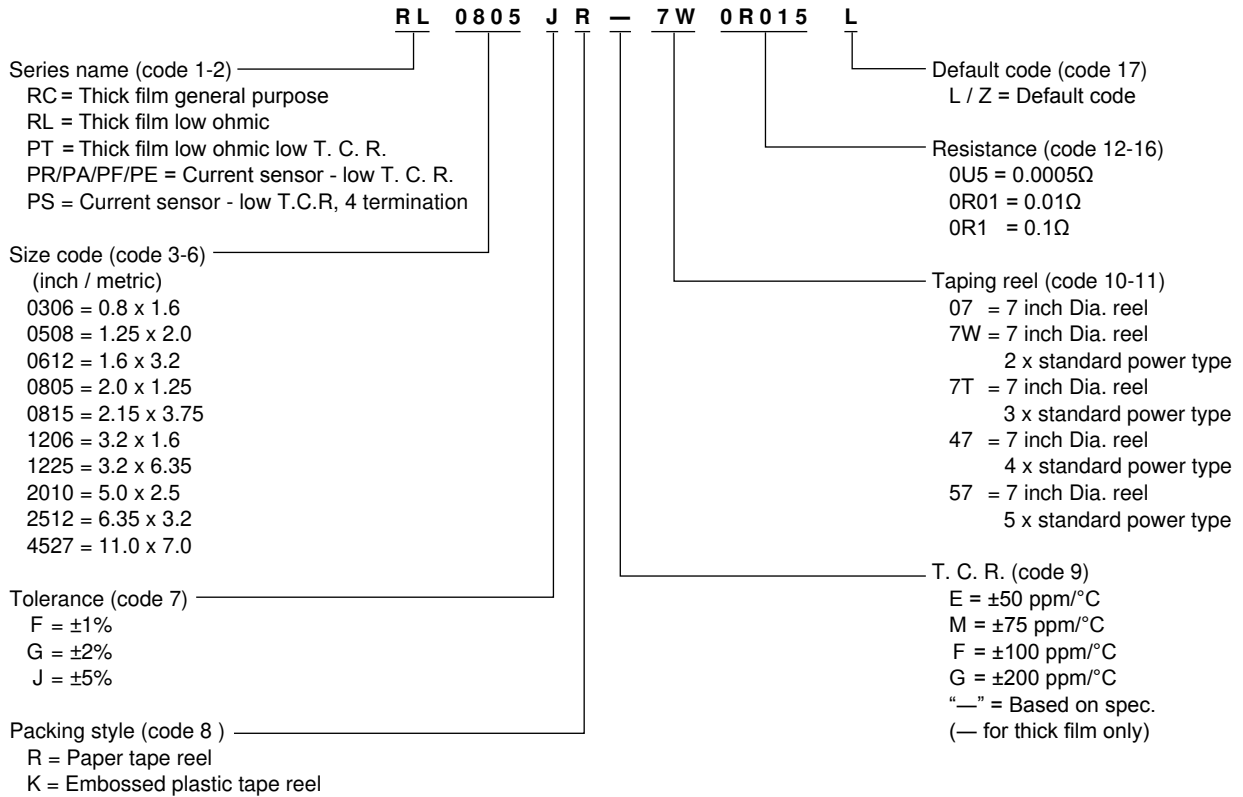 RL 0805 J R — 7W 0R015 L
Series name (code 1-2)
RC = Thick film general purpose
RL = Thick film low ohmic
PT = Thick film low ohmic low T. C. R.
PR/PA/PF/PE = Current sensor - low T. C. R.
PS = Current sensor - low T.C.R, 4 termination
Size code (code 3-6)
(inch / metric)
0306 = 0.8 x 1.6
0508 = 1.25 x 2.0
0612 = 1.6 x 3.2
0805 = 2.0 x 1.25
0815 = 2.15 x 3.75
1206 = 3.2 x 1.6
1225 = 3.2 x 6.35
2010 = 5.0 x 2.5
2512 = 6.35 x 3.2
4527 = 11.0 x 7.0
Tolerance (code 7)
F = ±1%
G = ±2%
J = ±5%
Packing style (code 8 )
R = Paper tape reel
K = Embossed plastic tape reel
Default code (code 17)
L / Z = Default code
Resistance (code 12-16)
0U5 = 0.0005Ω
0R01 = 0.01Ω
0R1 = 0.1Ω
Taping reel (code 10-11)
07 = 7 inch Dia. reel
7W = 7 inch Dia. reel
2 x standard power type
7T = 7 inch Dia. reel
3 x standard power type
47 = 7 inch Dia. reel
4 x standard power type
57 = 7 inch Dia. reel
5 x standard power type
T. C. R. (code 9)
E = ±50 ppm/°C
M = ±75 ppm/°C
F = ±100 ppm/°C
G = ±200 ppm/°C
“—” = Based on spec.
(— for thick film only)